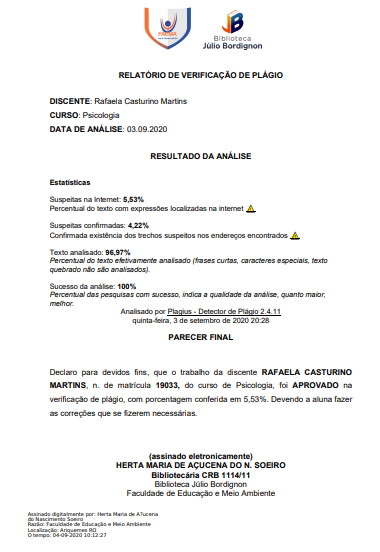 FAEMA
Biblioteca
Júlio Bordignon
RELATÓRIO DE VERIFICAÇÃO DE PLÁGIO
DISCENTE: Rafaela Casturino Martins
CURSO: Psicologia
DATA DE ANÁLISE: 03.09.2020
RESULTADO DA ANÁLISE
Estatísticas
Suspeitas na Internet: 5,53%
Percentual do texto com expressões localizadas na internet
Suspeitas confirmadas: 4,22%
Confirmada existência dos trechos suspeitos nos endereços encontrados
Texto analisado: 96,97%
Percentual do texto efetivamente analisado (frases curtas, caracteres especiais, texto
quebrado não são analisados).
Sucesso da análise: 100%
Percentual das pesquisas com sucesso, indica a qualidade da análise, quanto maior,
melhor.
Analisado por Plagius - Detector de Plágio 2.4.11
quinta-feira, 3 de setembro de 2020 20:28
PARECER FINAL
Declaro para devidos fins, que o trabalho da discente RAFAELA CASTURINO
MARTINS, n. de matrícula 19033, do curso de Psicologia, foi APROVADO na
verificação de plágio, com porcentagem conferida em 5,53%. Devendo a aluna fazer
as correções que se fizerem necessárias.
(assinado eletronicamente)
HERTA MARIA DE AÇUCENA DO N. SOEIRO
Bibliotecária CRB 1114/11
Biblioteca Júlio Bordignon
Faculdade de Educação e Meio Ambiente
Assinado digitalmente por: Herta Maria de A?ucena
do Nascimento Soeiro
Razão: Faculdade de Educação e Meio Ambiente
Localização: Ariquemes RO
O tempo: 04-09-2020 10:12:27